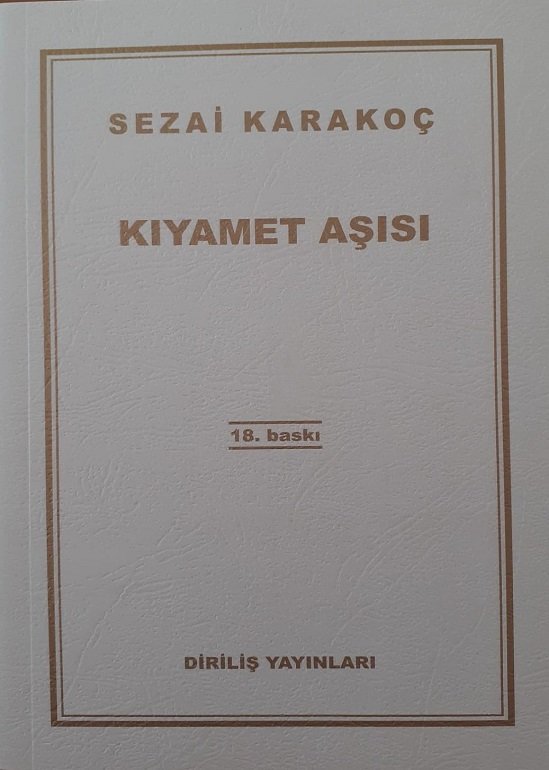 SEZAİ KARAKOÇ
KIYAMET AŞISI
18. baskı
DİRİLİŞ YAYINLARI